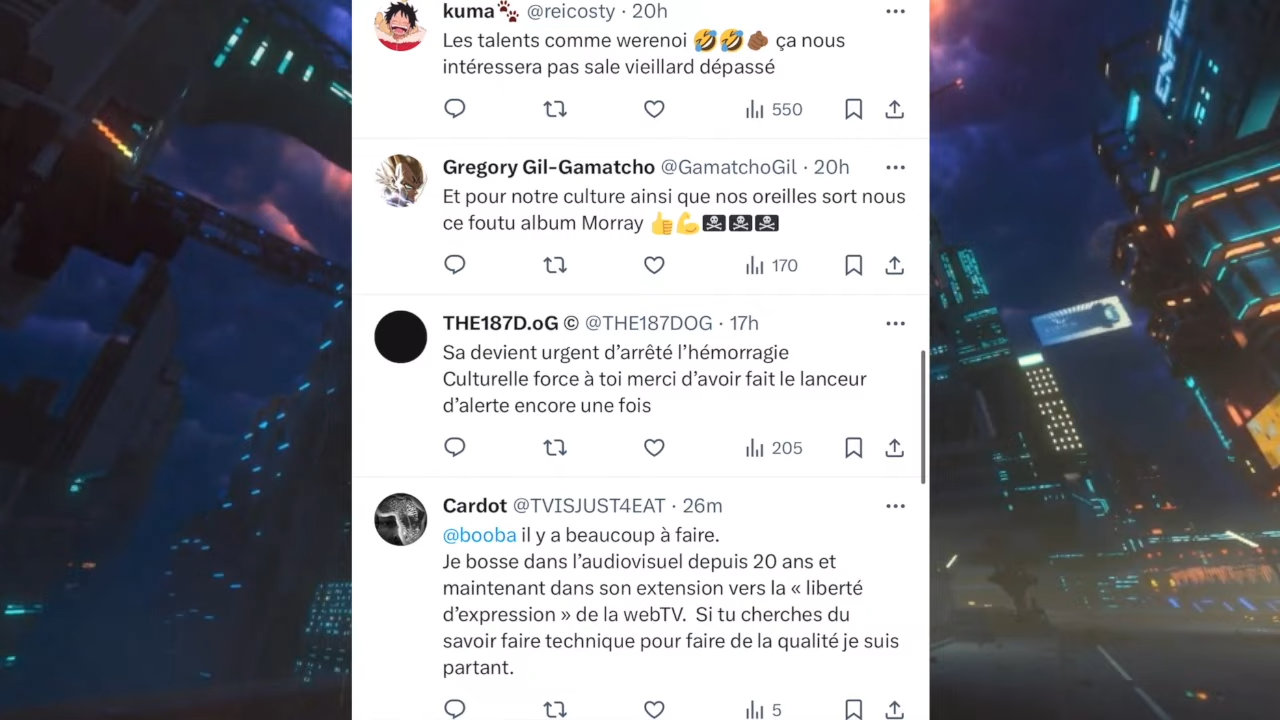 kuma🐾 @reicosty · 20h
Les talents comme werenoi 🤣🤣👊🏾 ça nous
intéressera pas sale vieillard dépassé
550
Gregory Gil-Gamatcho @GamatchoGil · 20h
Et pour notre culture ainsi que nos oreilles sort nous
ce foutu album Morray 👍💪🏴‍☠️🏴‍☠️🏴‍☠️
170
THE187D.oG © @THE187DOG · 17h
Sa devient urgent d’arrêté l’hémorragie
Culturelle force à toi merci d’avoir fait le lanceur
d’alerte encore une fois
205
Cardot @TVISJUST4EAT · 26m
@booba il y a beaucoup à faire.
Je bosse dans l’audiovisuel depuis 20 ans et
maintenant dans son extension vers la « liberté
d’expression » de la webTV.  Si tu cherches du
savoir faire technique pour faire de la qualité je suis
partant.
5